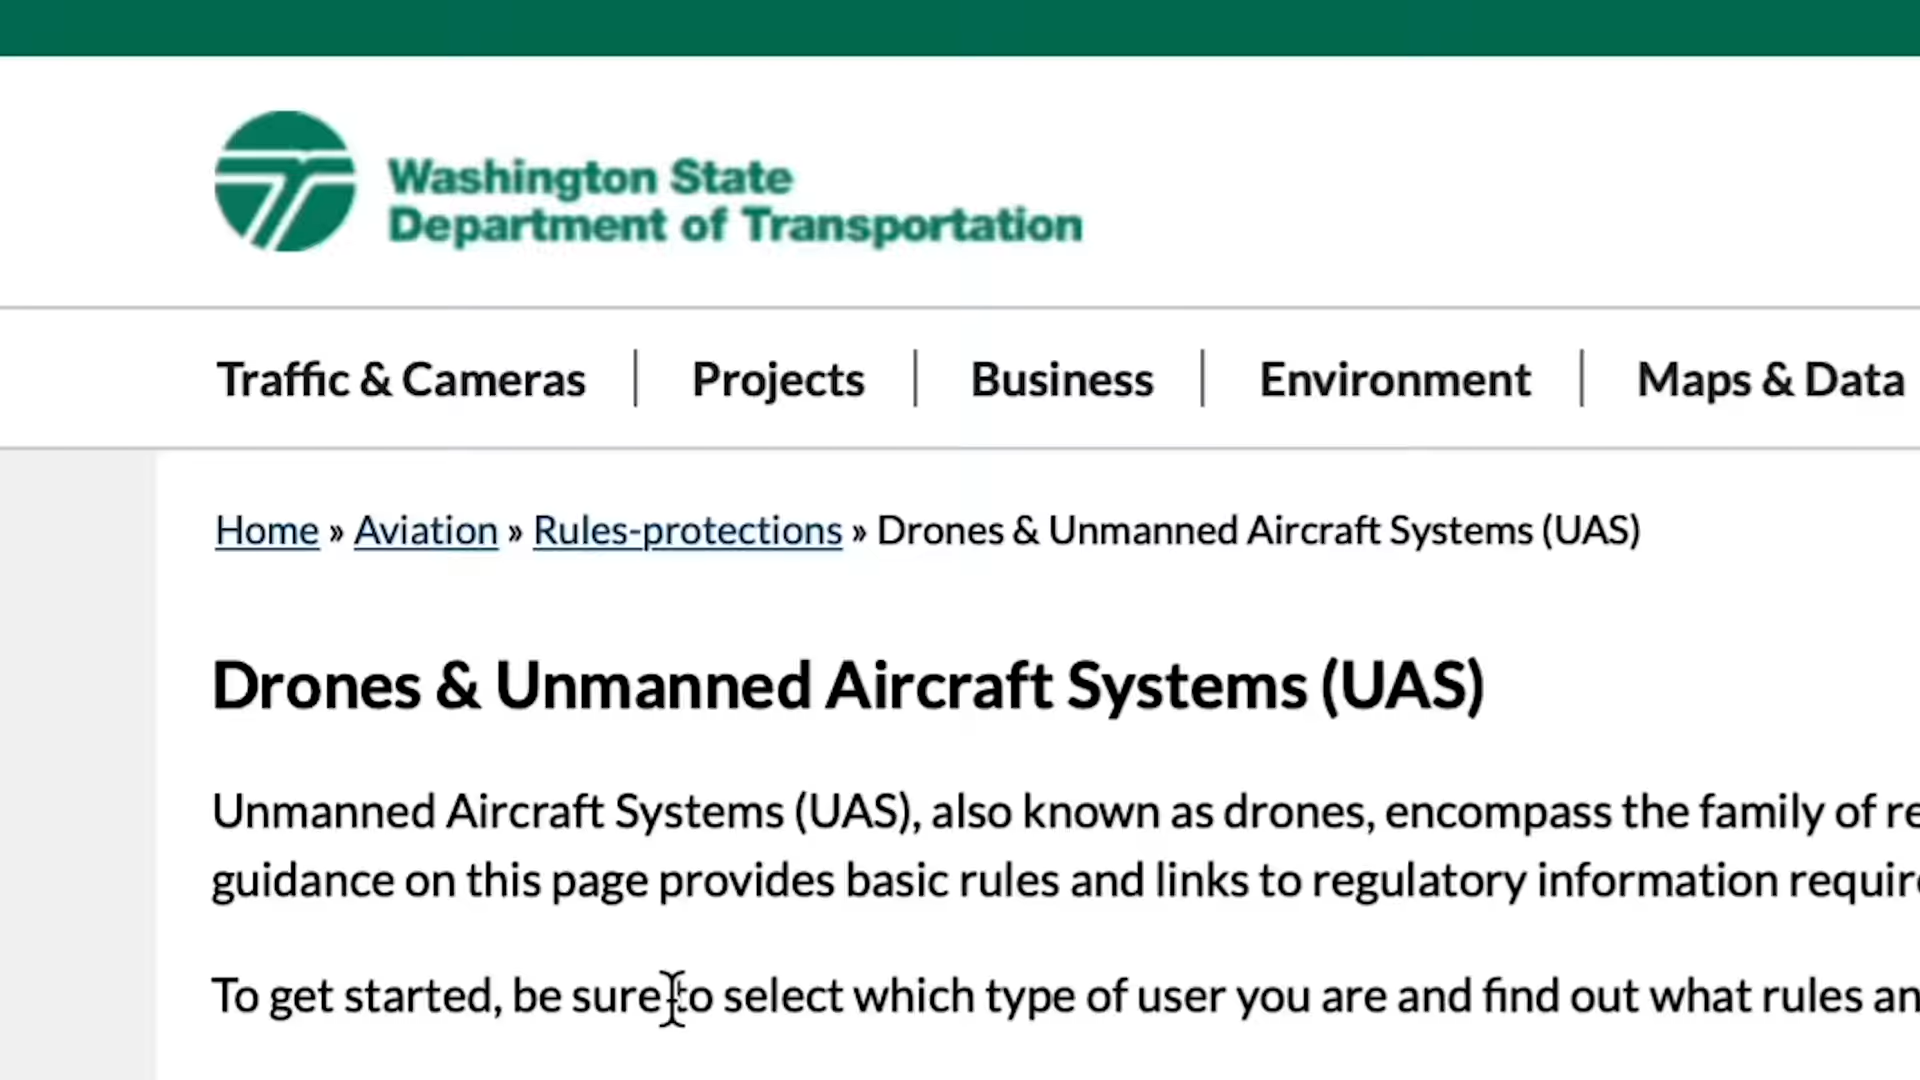 Washington State
Department of Transportation
Traffic & Cameras | Projects | Business | Environment | Maps & Data
Home » Aviation » Rules-protections » Drones & Unmanned Aircraft Systems (UAS)
Drones & Unmanned Aircraft Systems (UAS)
Unmanned Aircraft Systems (UAS), also known as drones, encompass the family of
guidance on this page provides basic rules and links to regulatory information
To get started, be sure to select which type of user you are and find out what rules